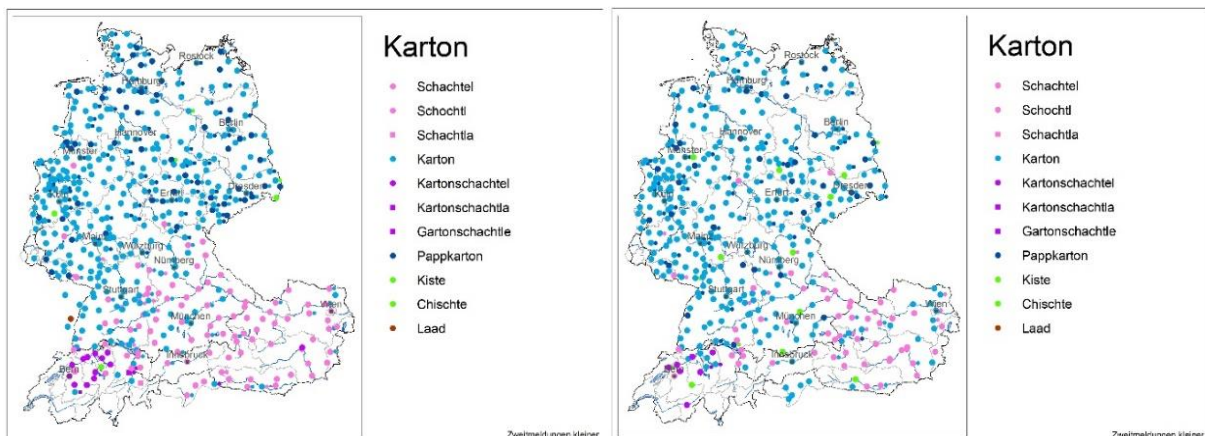 Karton
Schachtel
Schochtl
Schachtla
Karton
Kartonschachtel
Kartonschachtla
Gartonschachtle
Pappkarton
Kiste
Chischte
Laad
Rostock
Hamburg
Berlin
Hannover
Münster
Köln
Erfurt
Dresden
Mainz
Würzburg
Nürnberg
Stuttgart
München
Wien
Innsbruck
Bern
Zweitmeldungen kleiner
Karton
Schachtel
Schochtl
Schachtla
Karton
Kartonschachtel
Kartonschachtla
Gartonschachtle
Pappkarton
Kiste
Chischte
Laad
Rostock
Hamburg
Berlin
Hannover
Münster
Köln
Erfurt
Dresden
Mainz
Würzburg
Nürnberg
Stuttgart
München
Wien
Innsbruck
Zweitmeldungen kleiner